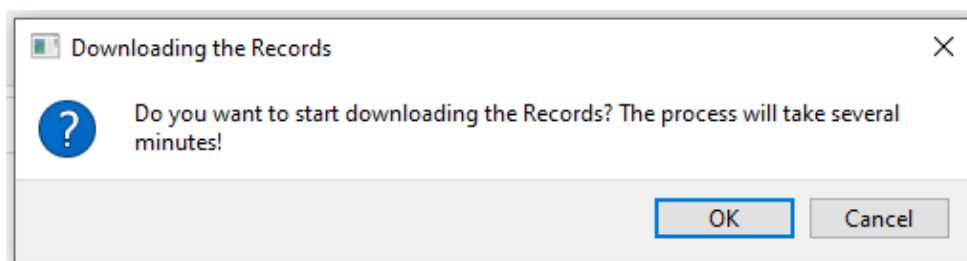 Downloading the Records
Do you want to start downloading the Records? The process will take several
minutes!
OK
Cancel